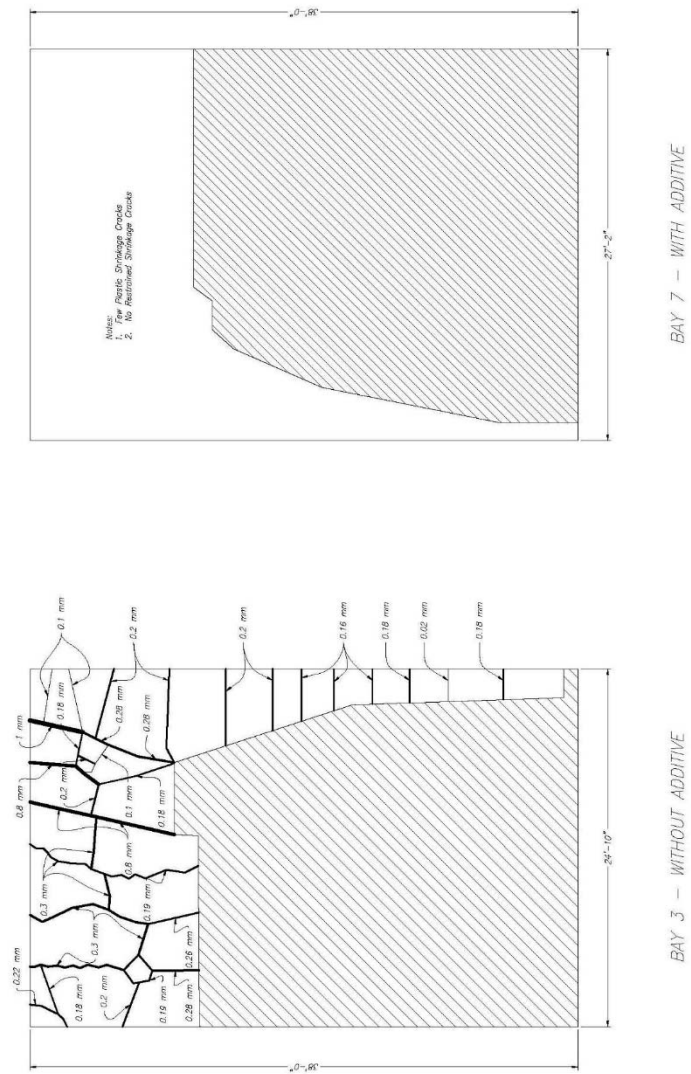 38'-0"
Notes:
1. Few Plastic Shrinkage Cracks
2. No Restrained Shrinkage Cracks
27'-2"
BAY 7 - WITH ADDITIVE
0.1 mm
0.2 mm
0.2 mm
0.16 mm
0.18 mm
0.02 mm
0.18 mm
1 mm
0.18 mm
0.28 mm
0.28 mm
0.8 mm
0.2 mm
0.1 mm
0.18 mm
0.3 mm
0.8 mm
0.19 mm
0.3 mm
0.26 mm
0.22 mm
0.18 mm
0.2 mm
0.19 mm
0.28 mm
38'-0"
24'-10"
BAY 3 - WITHOUT ADDITIVE